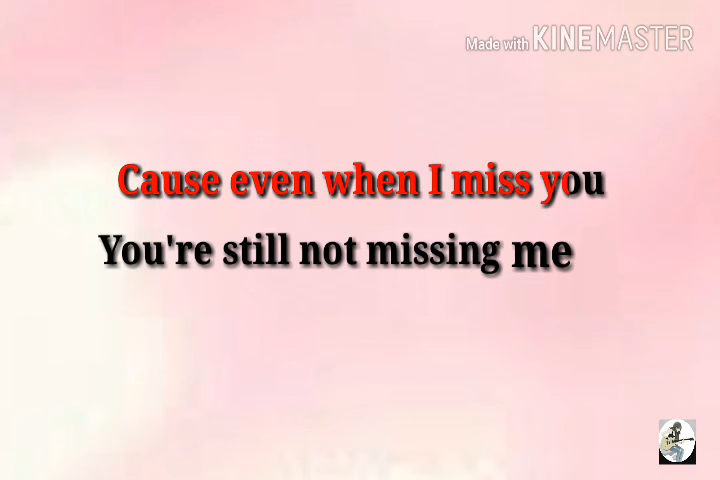 Made with KINEMASTER
Cause even when I miss you
You're still not missing me